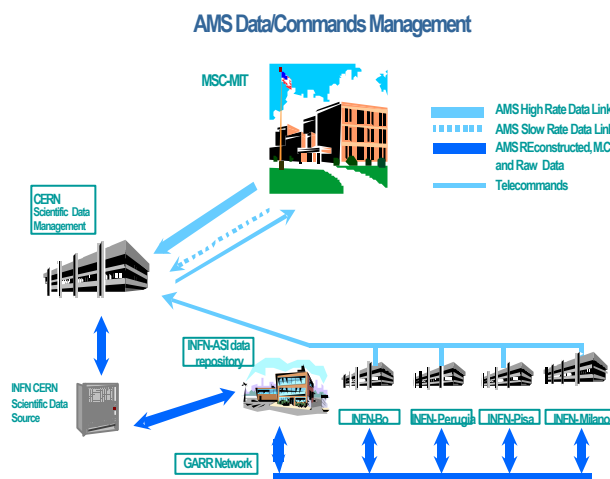 AMS Data/Commands Management
MSC-MIT
AMS High Rate Data Link
AMS Slow Rate Data Link
AMS REconstructed, M.C
and Raw Data
Telecommands
CERN
Scientific Data
Management
INFN-ASI data
repository
INFN CERN
Scientific Data
Source
INFN-Bo
INFN-Perugia
INFN-Pisa
INFN-Milano
GARR Network